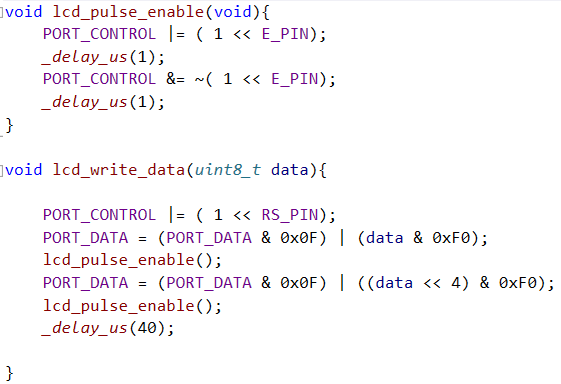 void lcd_pulse_enable(void){
PORT_CONTROL |= ( 1 << E_PIN);
_delay_us(1);
PORT_CONTROL &= ~( 1 << E_PIN);
_delay_us(1);
}
void lcd_write_data(uint8_t data){
PORT_CONTROL |= ( 1 << RS_PIN);
PORT_DATA = (PORT_DATA & 0x0F) | (data & 0xF0);
lcd_pulse_enable();
PORT_DATA = (PORT_DATA & 0x0F) | ((data << 4) & 0xF0);
lcd_pulse_enable();
_delay_us(40);
}